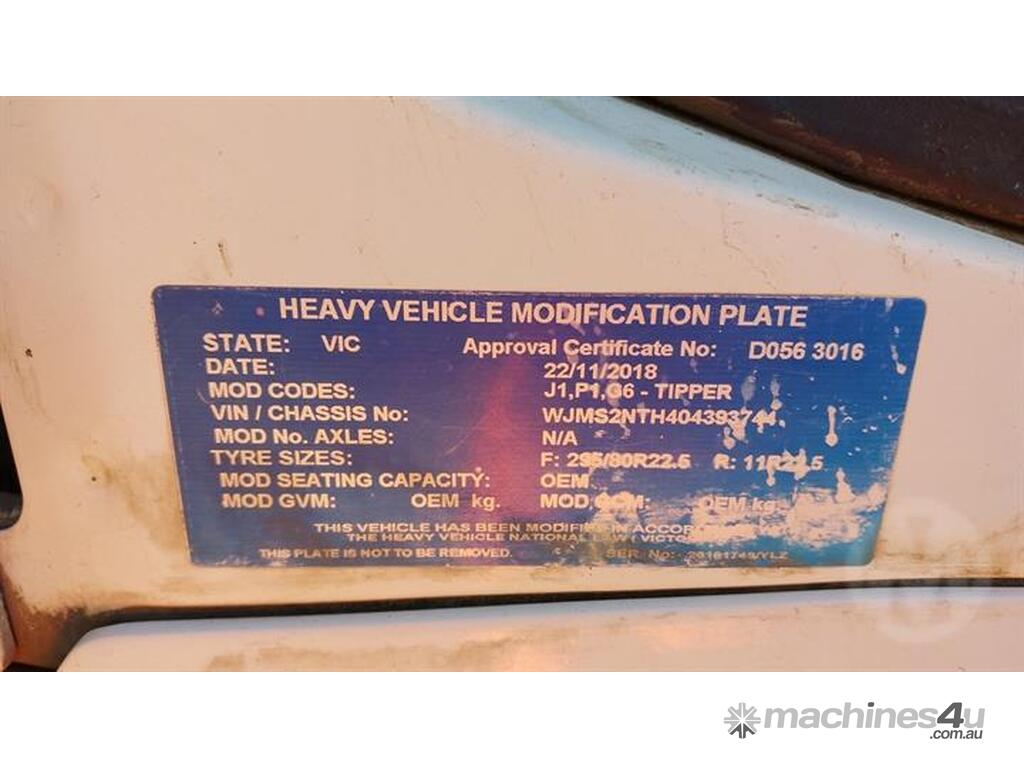 HEAVY VEHICLE MODIFICATION PLATE
STATE: VIC Approval Certificate No: D056 3016
DATE: 22/11/2018
MOD CODES: J1,P1,G6 - TIPPER
VIN / CHASSIS No: WJMS2NTH404393744
MOD No. AXLES: N/A
TYRE SIZES: F: 295/80R22.5 R: 11R22.5
MOD SEATING CAPACITY: OEM
MOD GVM: OEM kg. MOD GCM: OEM kg.
THIS VEHICLE HAS BEEN MODIFIED IN
THE HEAVY VEHICLE NATIONAL LAW
THIS PLATE IS NOT TO BE REMOVED. SER. No:
machines4u
.com.au